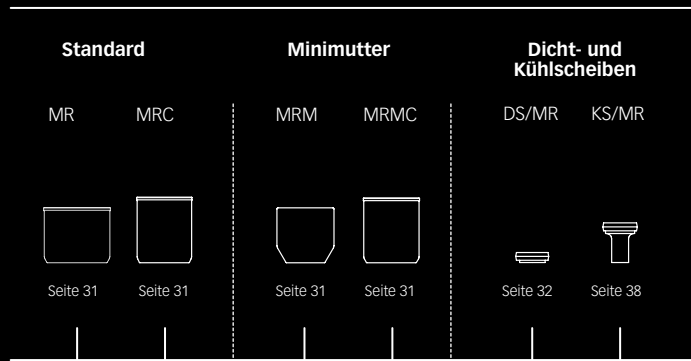 Standard
Minimutter
Dicht- und
Kühlscheiben
MR
MRC
MRM
MRMC
DS/MR
KS/MR
Seite 31
Seite 31
Seite 31
Seite 31
Seite 32
Seite 38